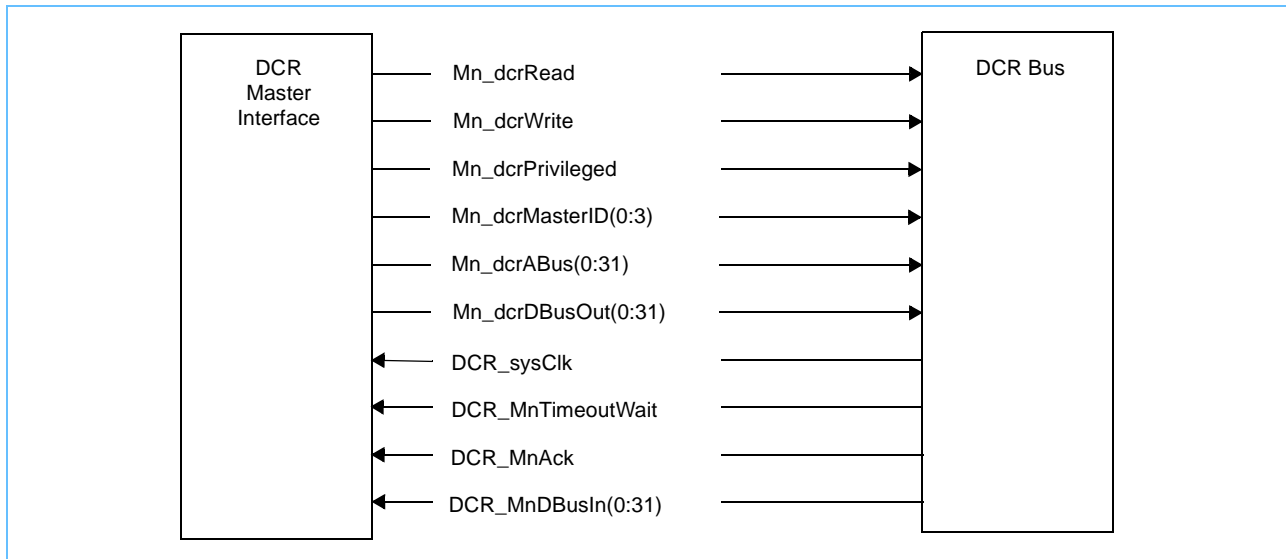 DCR
Master
Interface
DCR Bus
Mn_dcrRead
Mn_dcrWrite
Mn_dcrPrivileged
Mn_dcrMasterID(0:3)
Mn_dcrABus(0:31)
Mn_dcrDBusOut(0:31)
DCR_sysClk
DCR_MnTimeoutWait
DCR_MnAck
DCR_MnDBusIn(0:31)